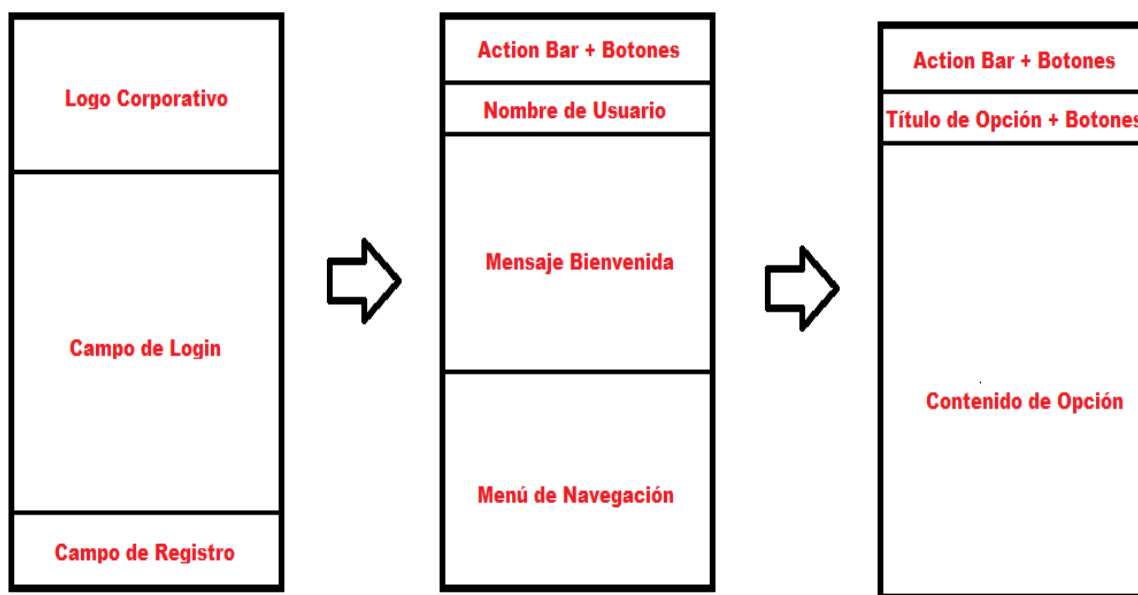 Logo Corporativo
Campo de Login
Campo de Registro
Action Bar + Botones
Nombre de Usuario
Mensaje Bienvenida
Menú de Navegación
Action Bar + Botones
Título de Opción + Botones
Contenido de Opción